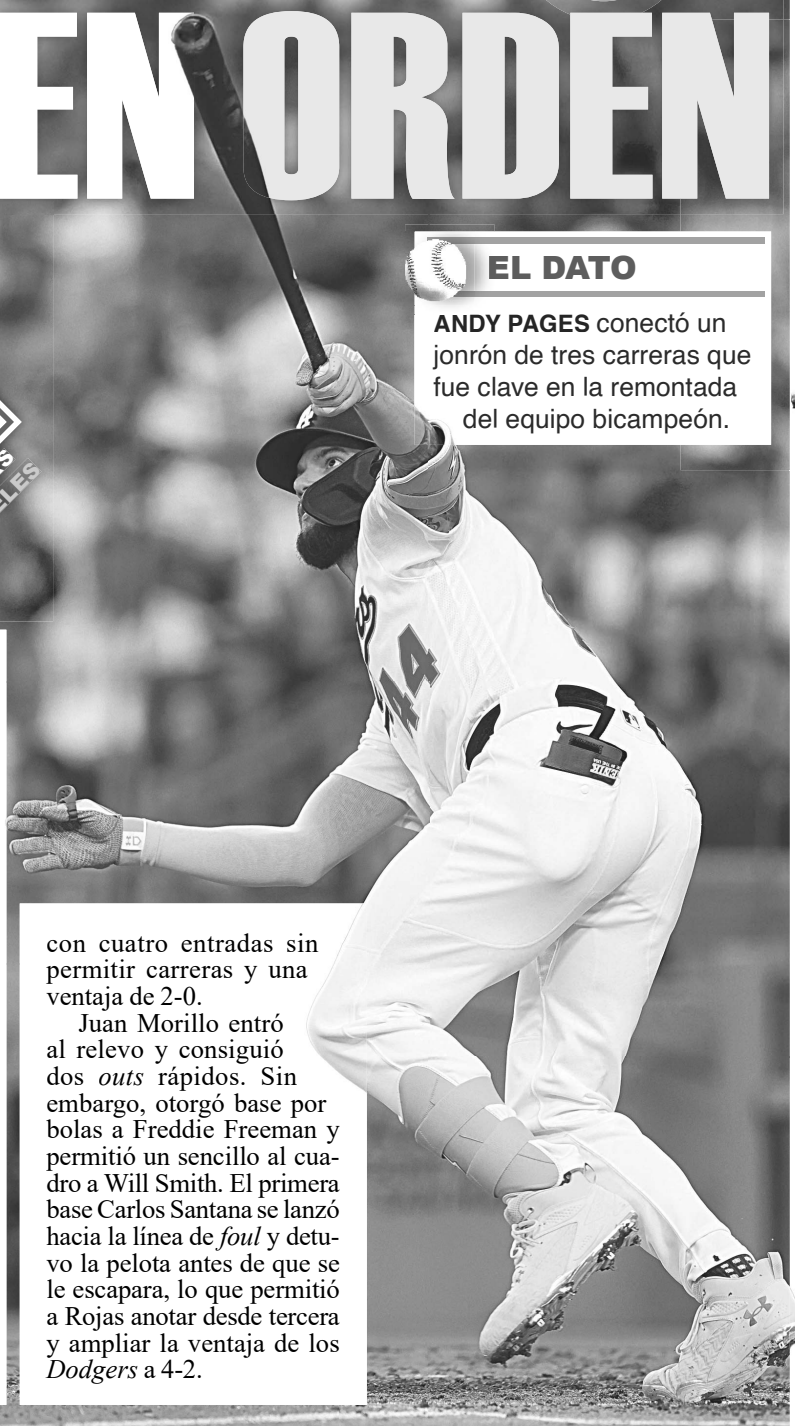 EN ORDEN
EL DATO
ANDY PAGES conectó un
jonrón de tres carreras que
fue clave en la remontada
del equipo bicampeón.
44
con cuatro entradas sin
permitir carreras y una
ventaja de 2-0.
Juan Morillo entró
al relevo y consiguió
dos outs rápidos. Sin
embargo, otorgó base por
bolas a Freddie Freeman y
permitió un sencillo al cua-
dro a Will Smith. El primera
base Carlos Santana se lanzó
hacia la línea de foul y detu-
vo la pelota antes de que se
le escapara, lo que permitió
a Rojas anotar desde tercera
y ampliar la ventaja de los
Dodgers a 4-2.